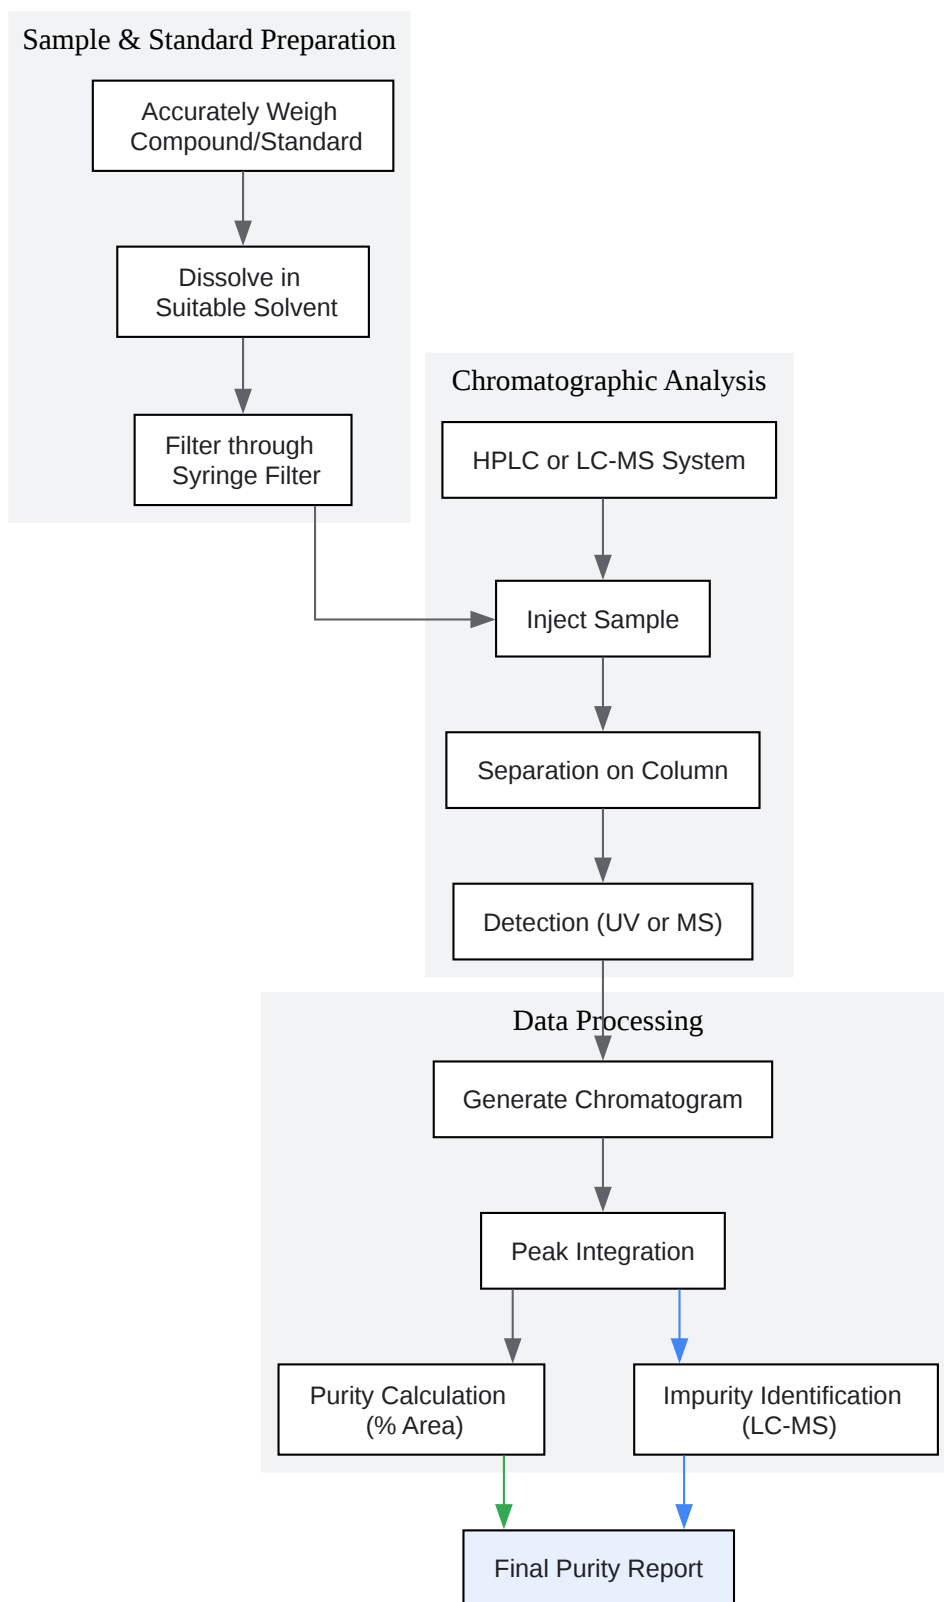 Sample & Standard Preparation
Accurately Weigh
Compound/Standard
Dissolve in
Suitable Solvent
Filter through
Syringe Filter
Chromatographic Analysis
HPLC or LC-MS System
Inject Sample
Separation on Column
Detection (UV or MS)
Data Processing
Generate Chromatogram
Peak Integration
Purity Calculation
(% Area)
Impurity Identification
(LC-MS)
Final Purity Report